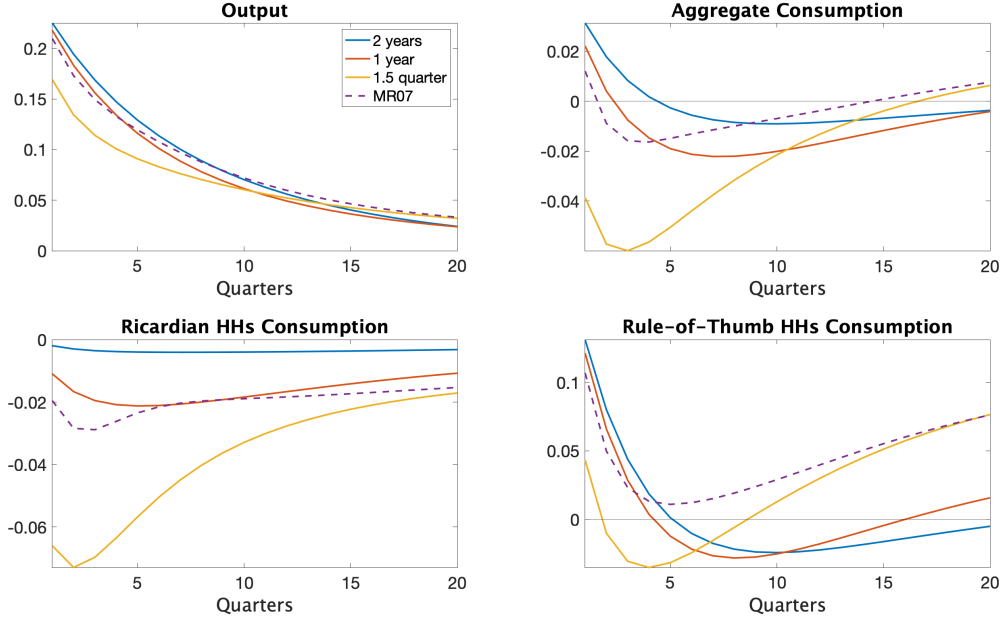 Output
0.2
0.15
0.1
0.05
0
5
10
15
20
Quarters
2 years
1 year
1.5 quarter
MR07
Aggregate Consumption
0.02
0
-0.02
-0.04
5
10
15
20
Quarters
Ricardian HHs Consumption
0
-0.02
-0.04
-0.06
5
10
15
20
Quarters
Rule-of-Thumb HHs Consumption
0.1
0.05
0
5
10
15
20
Quarters